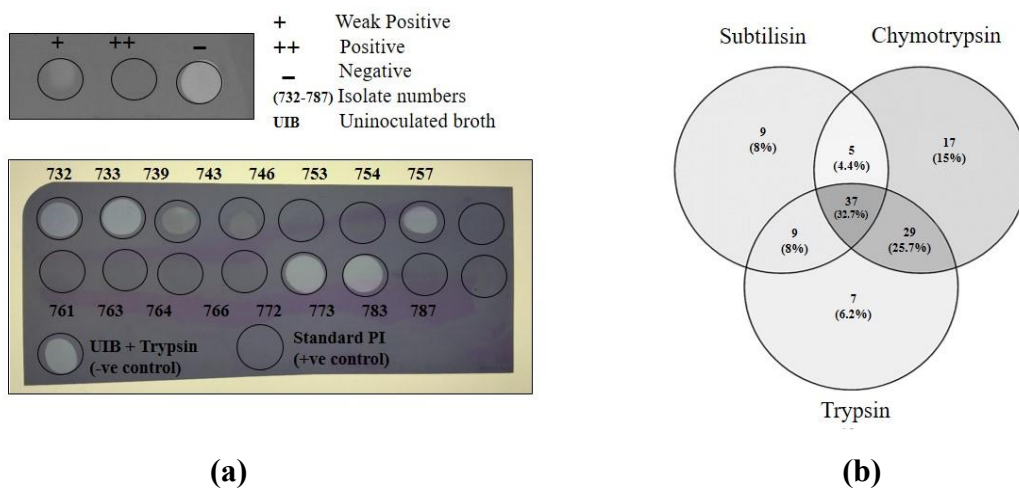 + ++ −
+ Weak Positive
++ Positive
− Negative
(732-787) Isolate numbers
UIB Uninoculated broth
732 733 739 743 746 753 754 757
761 763 764 766 772 773 783 787
UIB + Trypsin
(-ve control)
Standard PI
(+ve control)
(a)
Subtilisin Chymotrypsin
9
(8%)
5
(4.4%)
17
(15%)
37
(32.7%)
9
(8%)
29
(25.7%)
7
(6.2%)
Trypsin
(b)